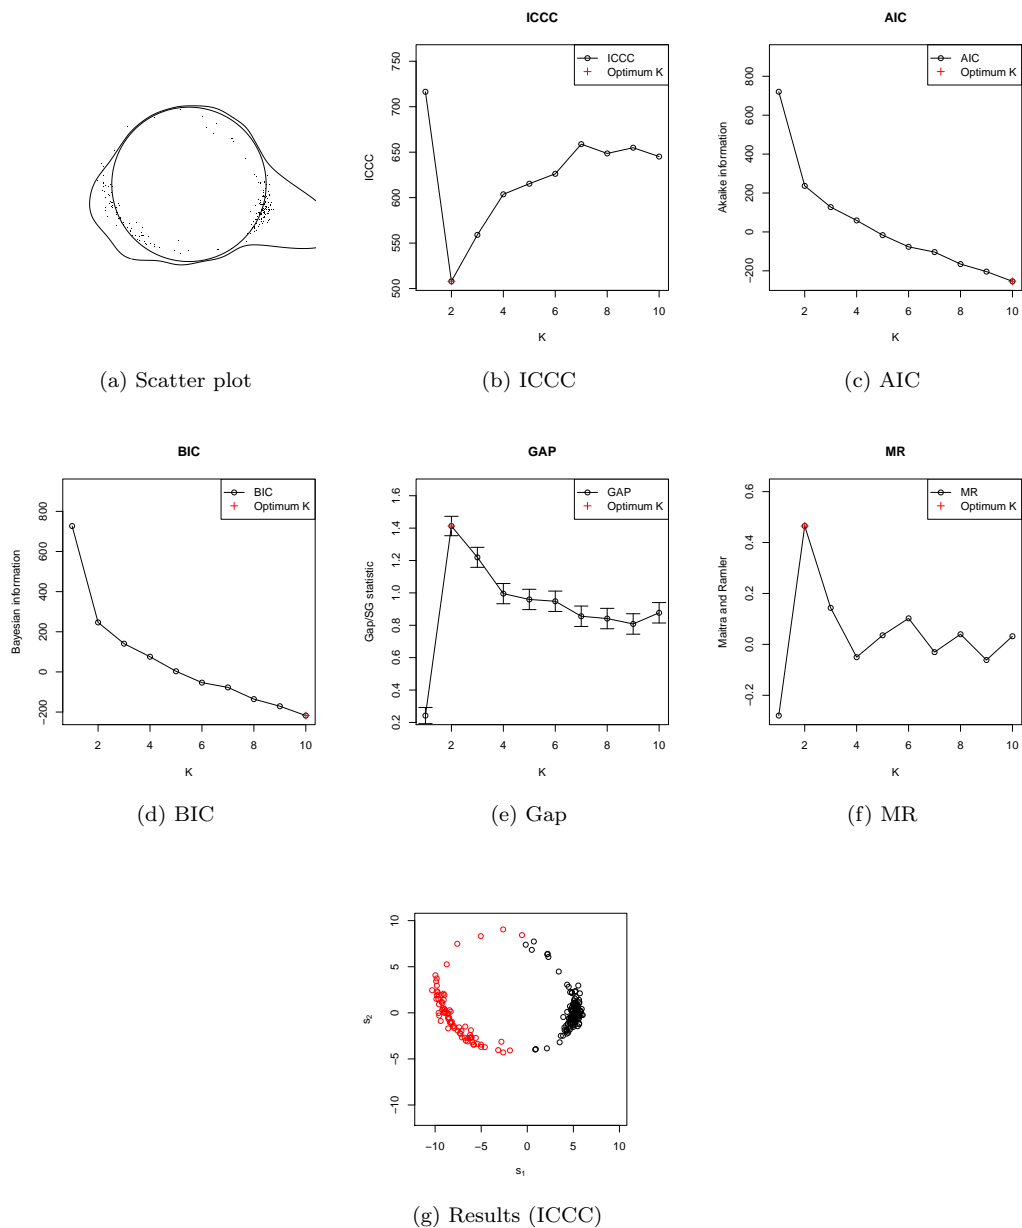 ICCC
AIC
ICCC
Optimum K
AIC
Optimum K
ICCC
500 550 600 650 700 750
2 4 6 8 10
K
Akaike information
−200 0 200 400 600 800
2 4 6 8 10
K
(a) Scatter plot
(b) ICCC
(c) AIC
BIC
GAP
MR
BIC
Optimum K
GAP
Optimum K
MR
Optimum K
Bayesian information
−200 0 200 400 600 800
2 4 6 8 10
K
Gap/SG statistic
0.2 0.4 0.6 0.8 1.0 1.2 1.4 1.6
2 4 6 8 10
K
Maitra and Ramler
−0.2 0.0 0.2 0.4 0.6
2 4 6 8 10
K
(d) BIC
(e) Gap
(f) MR
s2
−10 −5 0 5 10
−10 −5 0 5 10
s1
(g) Results (ICCC)